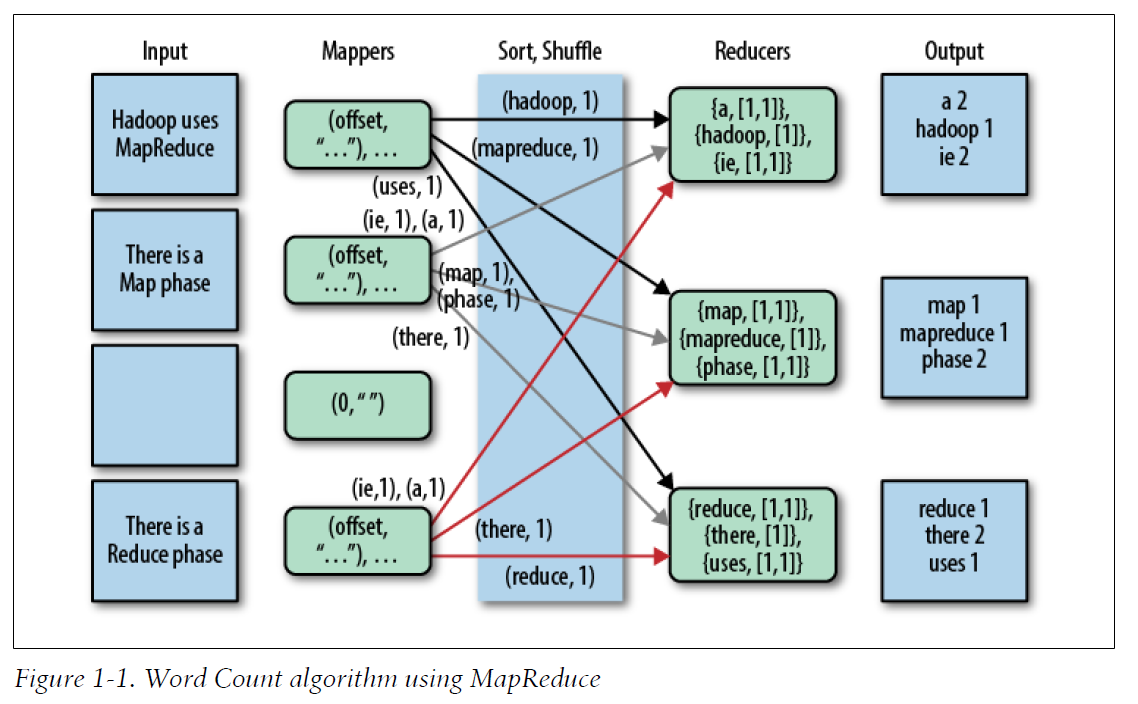 Input
Mappers
Sort, Shuffle
Reducers
Output
Hadoop uses
MapReduce
There is a
Map phase
There is a
Reduce phase
(offset,
“…”), …
(offset,
“…”), …
(0, “ ”)
(offset,
“…”), …
(hadoop, 1)
(mapreduce, 1)
(uses, 1)
(ie, 1), (a, 1)
(map, 1),
(phase, 1)
(there, 1)
(ie,1), (a,1)
(there, 1)
(reduce, 1)
{a, [1,1]},
{hadoop, [1]},
{ie, [1,1]}
{map, [1,1]},
{mapreduce, [1]},
{phase, [1,1]}
{reduce, [1,1]},
{there, [1]},
{uses, [1,1]}
a 2
hadoop 1
ie 2
map 1
mapreduce 1
phase 2
reduce 1
there 2
uses 1
Figure 1-1. Word Count algorithm using MapReduce